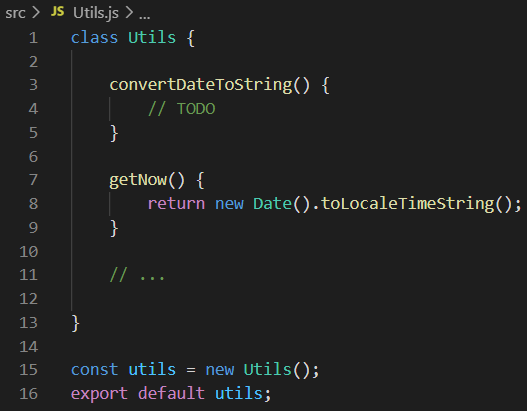 src > JS Utils.js > ...
1 class Utils {
2
3     convertDateToString() {
4         // TODO
5     }
6
7     getNow() {
8         return new Date().toLocaleTimeString();
9     }
10
11     // ...
12
13 }
14
15 const utils = new Utils();
16 export default utils;